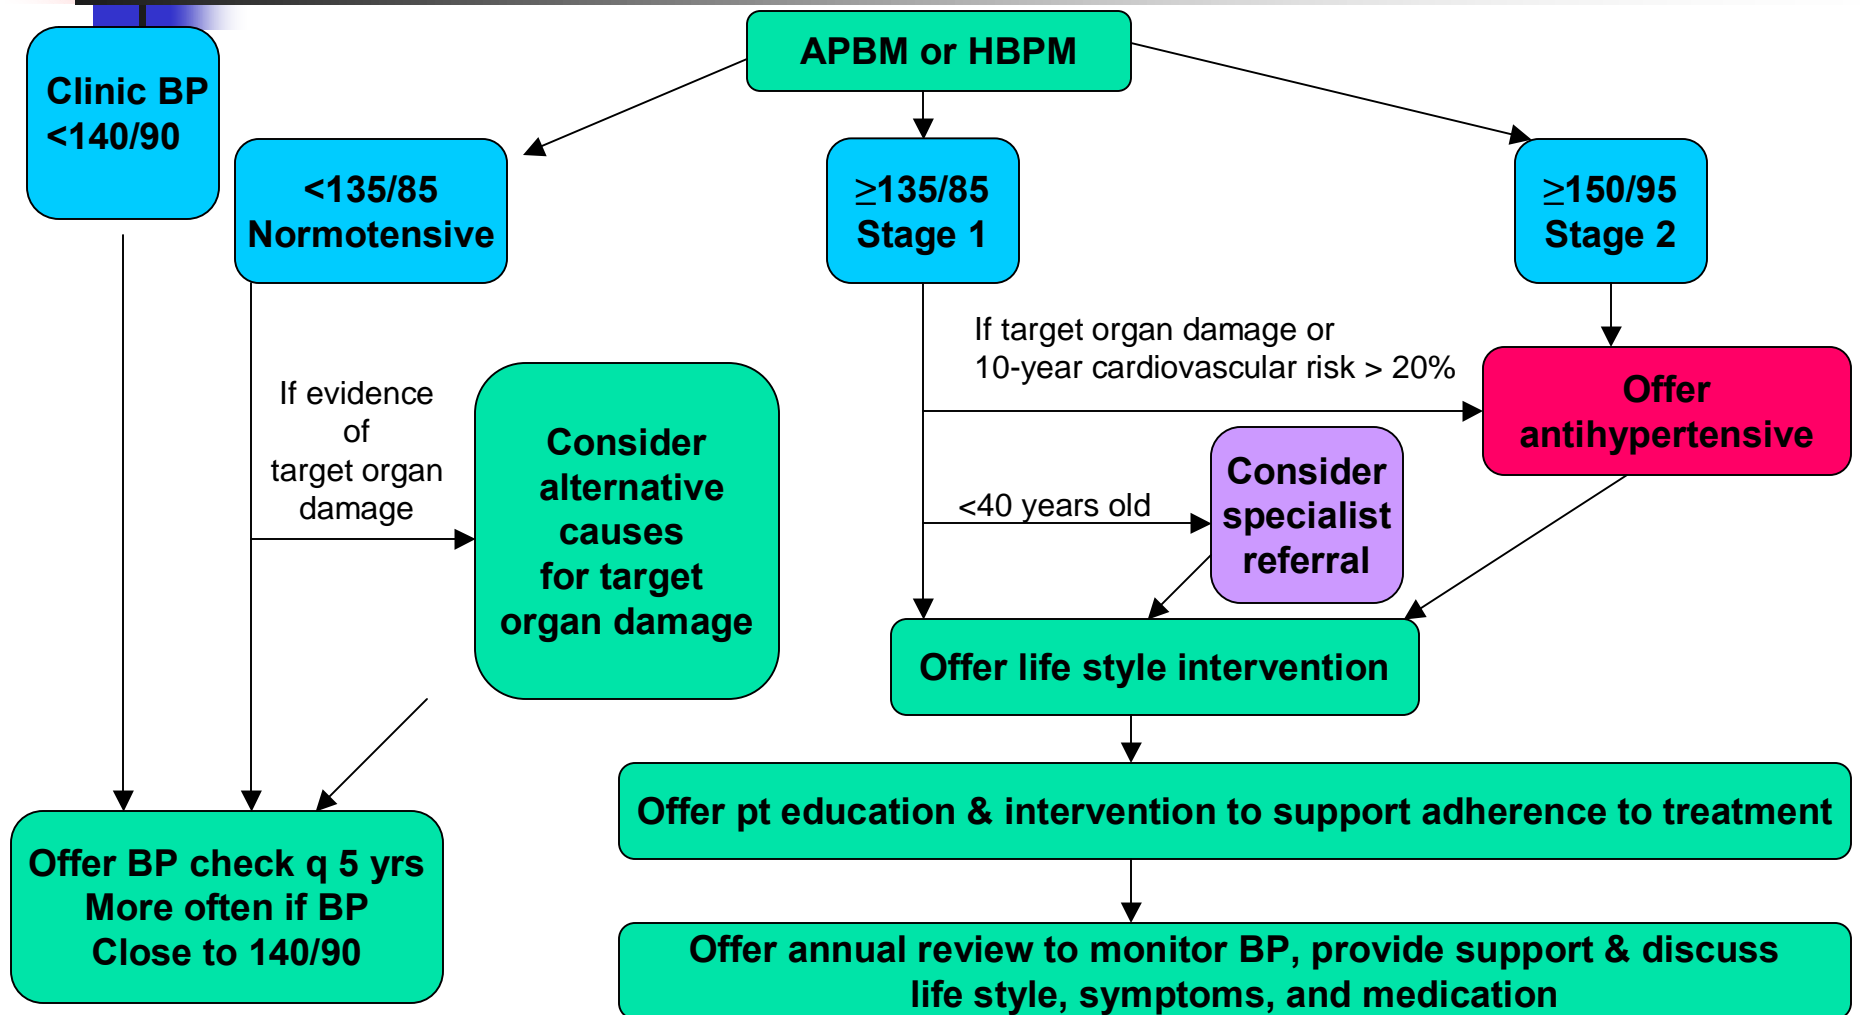 APBM or HBPM
Clinic BP
<140/90
<135/85
Normotensive
≥135/85
Stage 1
≥150/95
Stage 2
If target organ damage or
10-year cardiovascular risk > 20%
Offer
antihypertensive
If evidence
of
target organ
damage
Consider
alternative
causes
for target
organ damage
<40 years old
Consider
specialist
referral
Offer life style intervention
Offer pt education & intervention to support adherence to treatment
Offer BP check q 5 yrs
More often if BP
Close to 140/90
Offer annual review to monitor BP, provide support & discuss
life style, symptoms, and medication